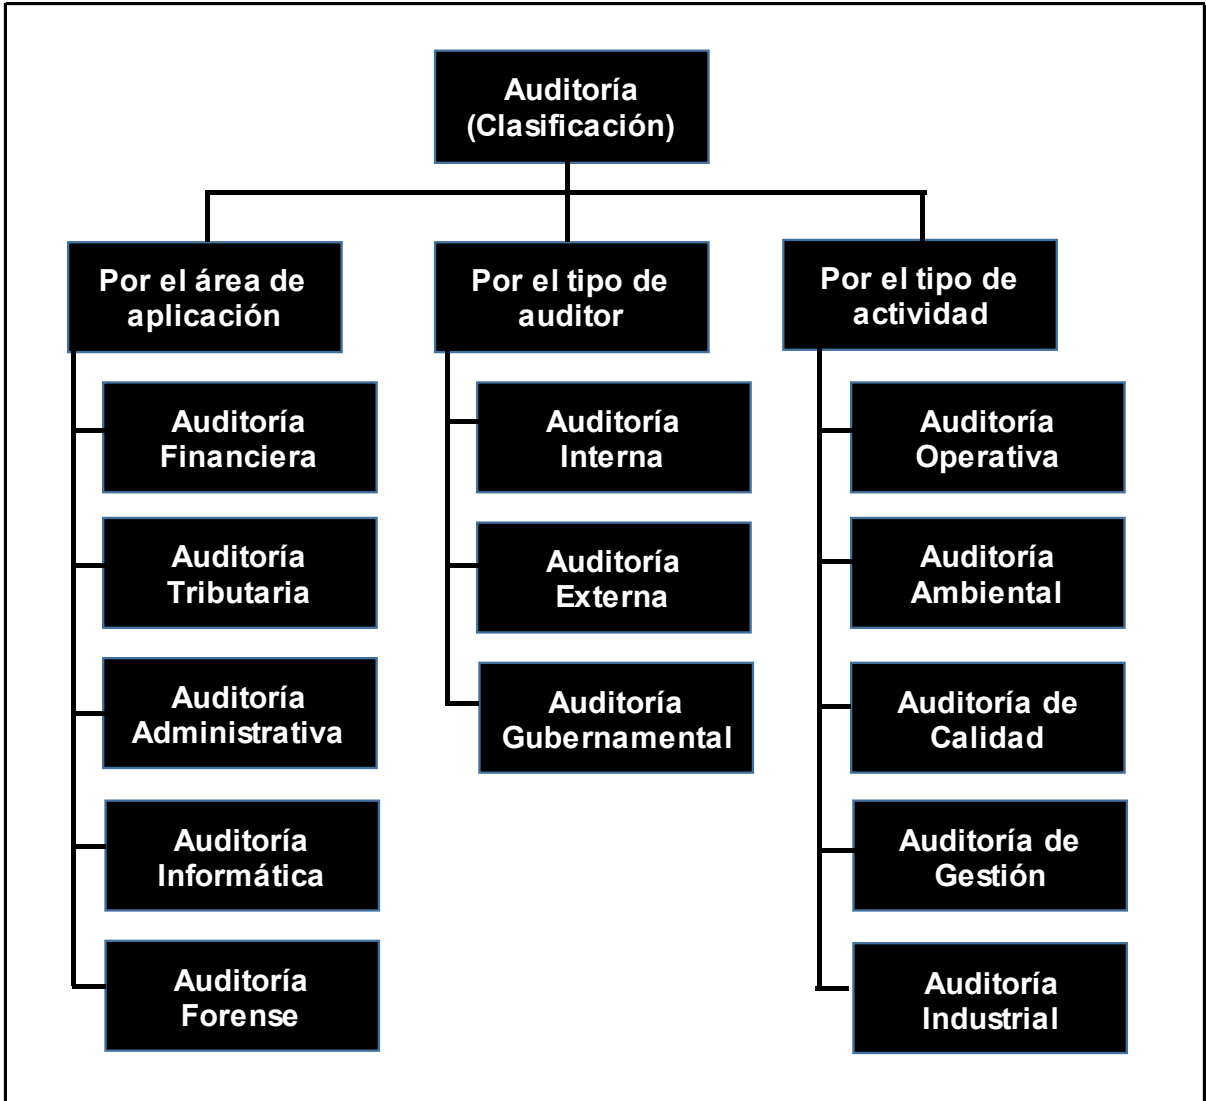 Auditoría
(Clasificación)
Por el área de
aplicación
Auditoría
Financiera
Auditoría
Tributaria
Auditoría
Administrativa
Auditoría
Informática
Auditoría
Forense
Por el tipo de
auditor
Auditoría
Interna
Auditoría
Externa
Auditoría
Gubernamental
Por el tipo de
actividad
Auditoría
Operativa
Auditoría
Ambiental
Auditoría de
Calidad
Auditoría de
Gestión
Auditoría
Industrial